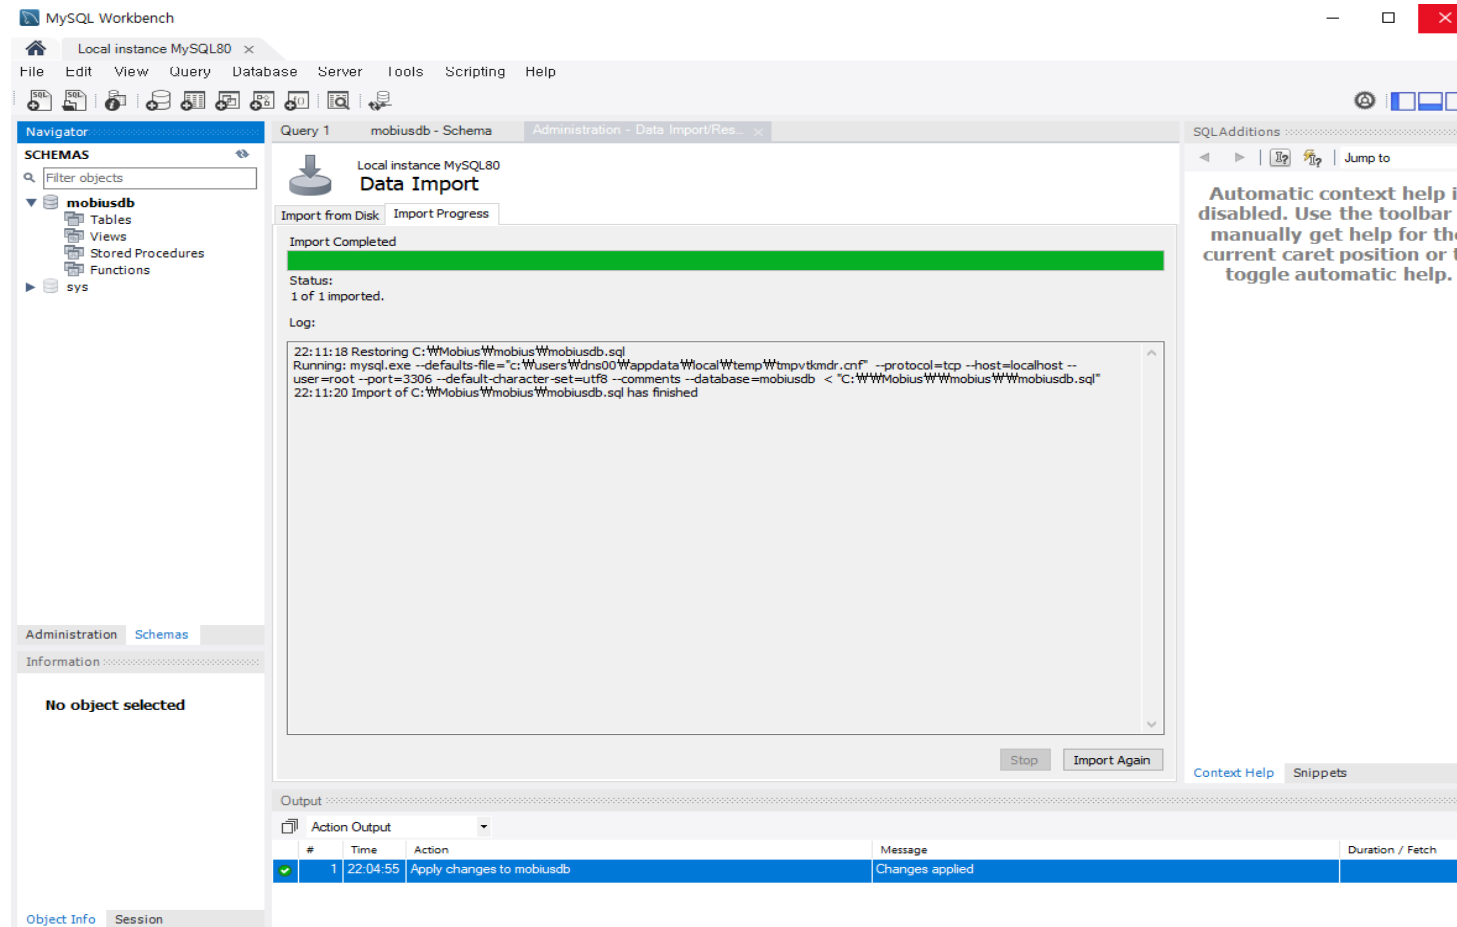 MySQL Workbench
Local instance MySQL80
File Edit View Query Database Server Tools Scripting Help
Navigator
SCHEMAS
Filter objects
mobiusdb
Tables
Views
Stored Procedures
Functions
sys
Administration Schemas
Information
No object selected
Object Info Session
Query 1 mobiusdb - Schema Administration - Data Import/Res...
Local instance MySQL80
Data Import
Import from Disk Import Progress
Import Completed
Status:
1 of 1 imported.
Log:
22:11:18 Restoring C:₩Mobius₩mobius₩mobiusdb.sql
Running: mysql.exe --defaults-file="c:₩users₩dns00₩appdata₩local₩temp₩tmpvtkmdr.cnf" --protocol=tcp --host=localhost --
user=root --port=3306 --default-character-set=utf8 --comments --database=mobiusdb < "C:₩₩Mobius₩₩mobius₩₩mobiusdb.sql"
22:11:20 Import of C:₩Mobius₩mobius₩mobiusdb.sql has finished
Stop Import Again
SQLAdditions
Jump to
Automatic context help i
disabled. Use the toolbar
manually get help for the
current caret position or t
toggle automatic help.
Context Help Snippets
Output
Action Output
# Time Action Message Duration / Fetch
1 22:04:55 Apply changes to mobiusdb Changes applied